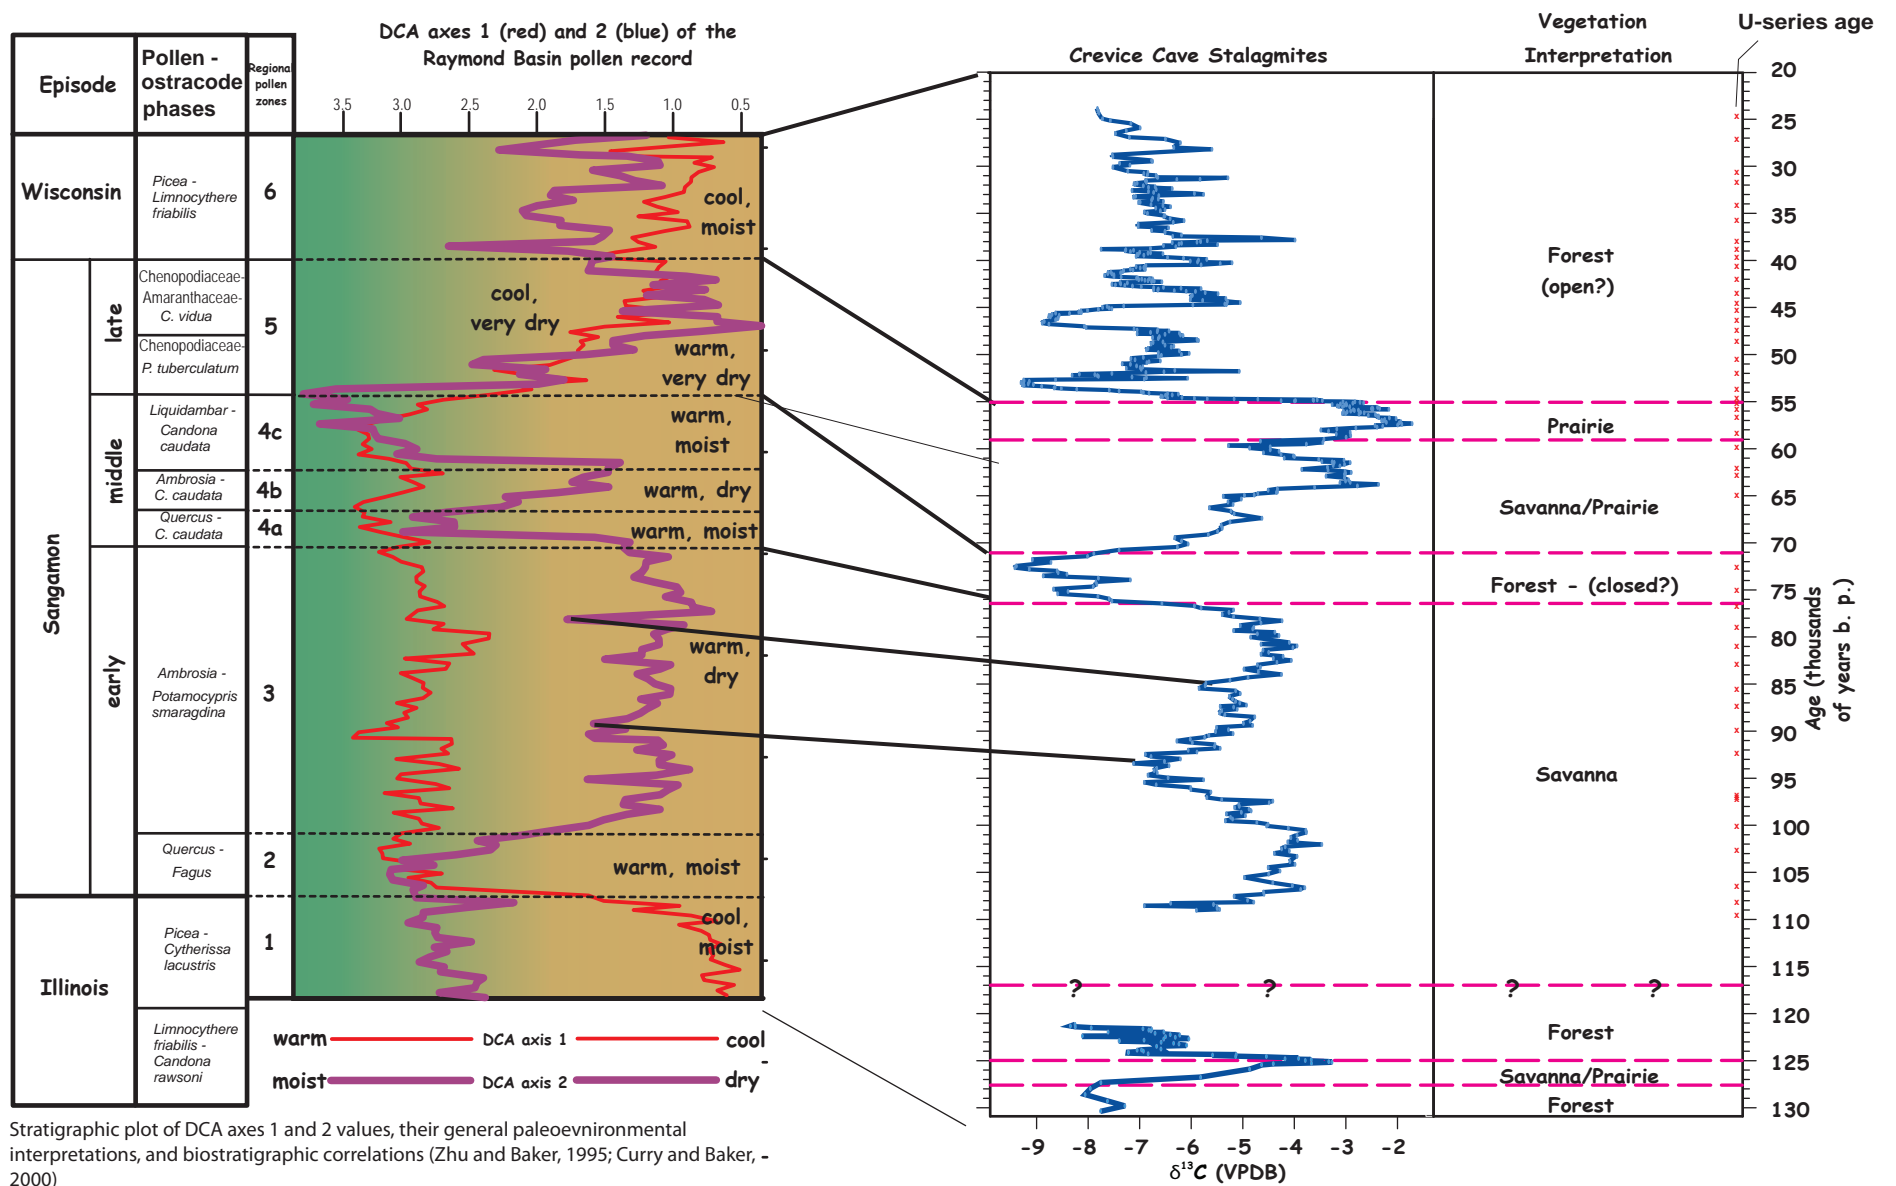 DCA axes 1 (red) and 2 (blue) of the
Raymond Basin pollen record
Episode
Pollen -
ostracode
phases
Regional
pollen
zones
3.5 3.0 2.5 2.0 1.5 1.0 0.5
Wisconsin
Picea -
Limnocythere
friabilis
6
cool,
moist
Sangamon
late
Chenopodiaceae-
Amaranthaceae-
C. vidua
Chenopodiaceae-
P. tuberculatum
5
cool,
very dry
warm,
very dry
middle
Liquidambar -
Candona
caudata
4c
warm,
moist
Ambrosia -
C. caudata
4b
warm, dry
Quercus -
C. caudata
4a
warm, moist
early
Ambrosia -
Potamocypris
smaragdina
3
warm,
dry
Quercus -
Fagus
2
warm, moist
Illinois
Picea -
Cytherissa
lacustris
1
cool,
moist
Limnocythere
friabilis -
Candona
rawsoni
warm DCA axis 1 cool
-
moist DCA axis 2 dry
Stratigraphic plot of DCA axes 1 and 2 values, their general paleoevnironmental
interpretations, and biostratigraphic correlations (Zhu and Baker, 1995; Curry and Baker, -
2000)
Crevice Cave Stalagmites
Vegetation
Interpretation
U-series age
Forest
(open?)
Prairie
Savanna/Prairie
Forest - (closed?)
Savanna
? ? ? ?
Forest
Savanna/Prairie
Forest
20
25
30
35
40
45
50
55
60
65
70
75
80
85
90
95
100
105
110
115
120
125
130
Age (thousands
of years b. p.)
-9 -8 -7 -6 -5 -4 -3 -2
δ¹³C (VPDB)